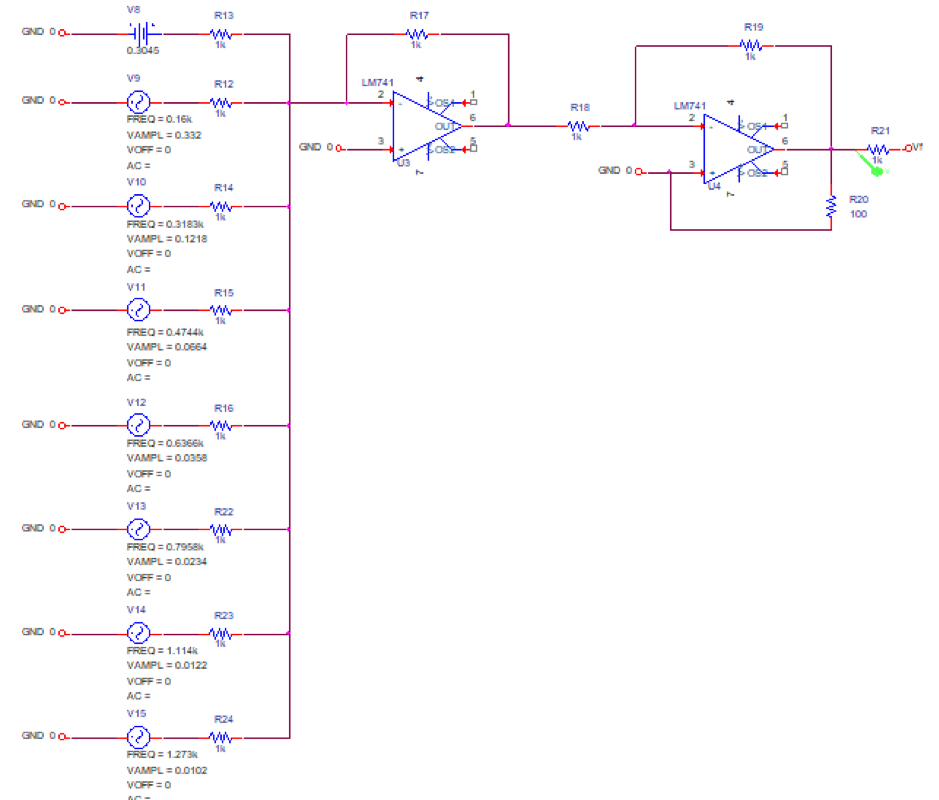 V8
R13
R17
R19
GND 0
1k
1k
1k
0.3045
V9
R12
LM741
4
LM741
4
GND 0
1k
2
-
OS1
1
R18
2
-
OS1
1
R21
FREQ = 0.16k
OUT
6
1k
OUT
6
Vf
VAMPL = 0.332
GND 0
3
+
OS2
5
3
+
OS2
5
1k
VOFF = 0
U3
7
GND 0
U4
7
AC =
R20
100
V10
R14
GND 0
1k
FREQ = 0.3183k
VAMPL = 0.1218
VOFF = 0
AC =
V11
R15
GND 0
1k
FREQ = 0.4744k
VAMPL = 0.0664
VOFF = 0
AC =
V12
R16
GND 0
1k
FREQ = 0.6366k
VAMPL = 0.0358
VOFF = 0
AC =
V13
R22
GND 0
1k
FREQ = 0.7958k
VAMPL = 0.0234
VOFF = 0
AC =
V14
R23
GND 0
1k
FREQ = 1.114k
VAMPL = 0.0122
VOFF = 0
AC =
V15
R24
GND 0
1k
FREQ = 1.273k
VAMPL = 0.0102
VOFF = 0
AC =